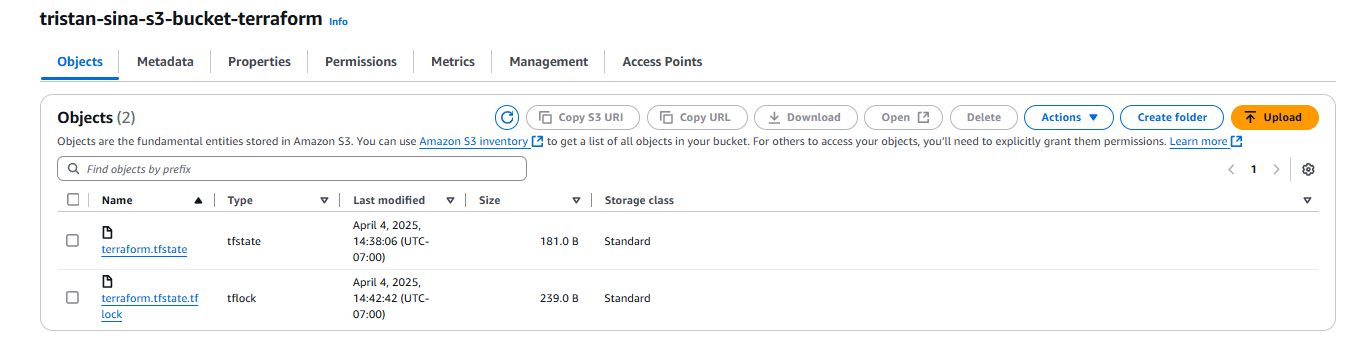 tristan-sina-s3-bucket-terraform Info
Objects Metadata Properties Permissions Metrics Management Access Points
Objects (2) Copy S3 URI Copy URL Download Open Delete Actions Create folder Upload
Objects are the fundamental entities stored in Amazon S3. You can use Amazon S3 inventory to get a list of all objects in your bucket. For others to access your objects, you'll need to explicitly grant them permissions. Learn more
Find objects by prefix 1
Name Type Last modified Size Storage class
April 4, 2025,
terraform.tfstate tfstate 14:38:06 (UTC- 181.0 B Standard
07:00)
April 4, 2025,
terraform.tfstate.tf tflock 14:42:42 (UTC- 239.0 B Standard
lock 07:00)